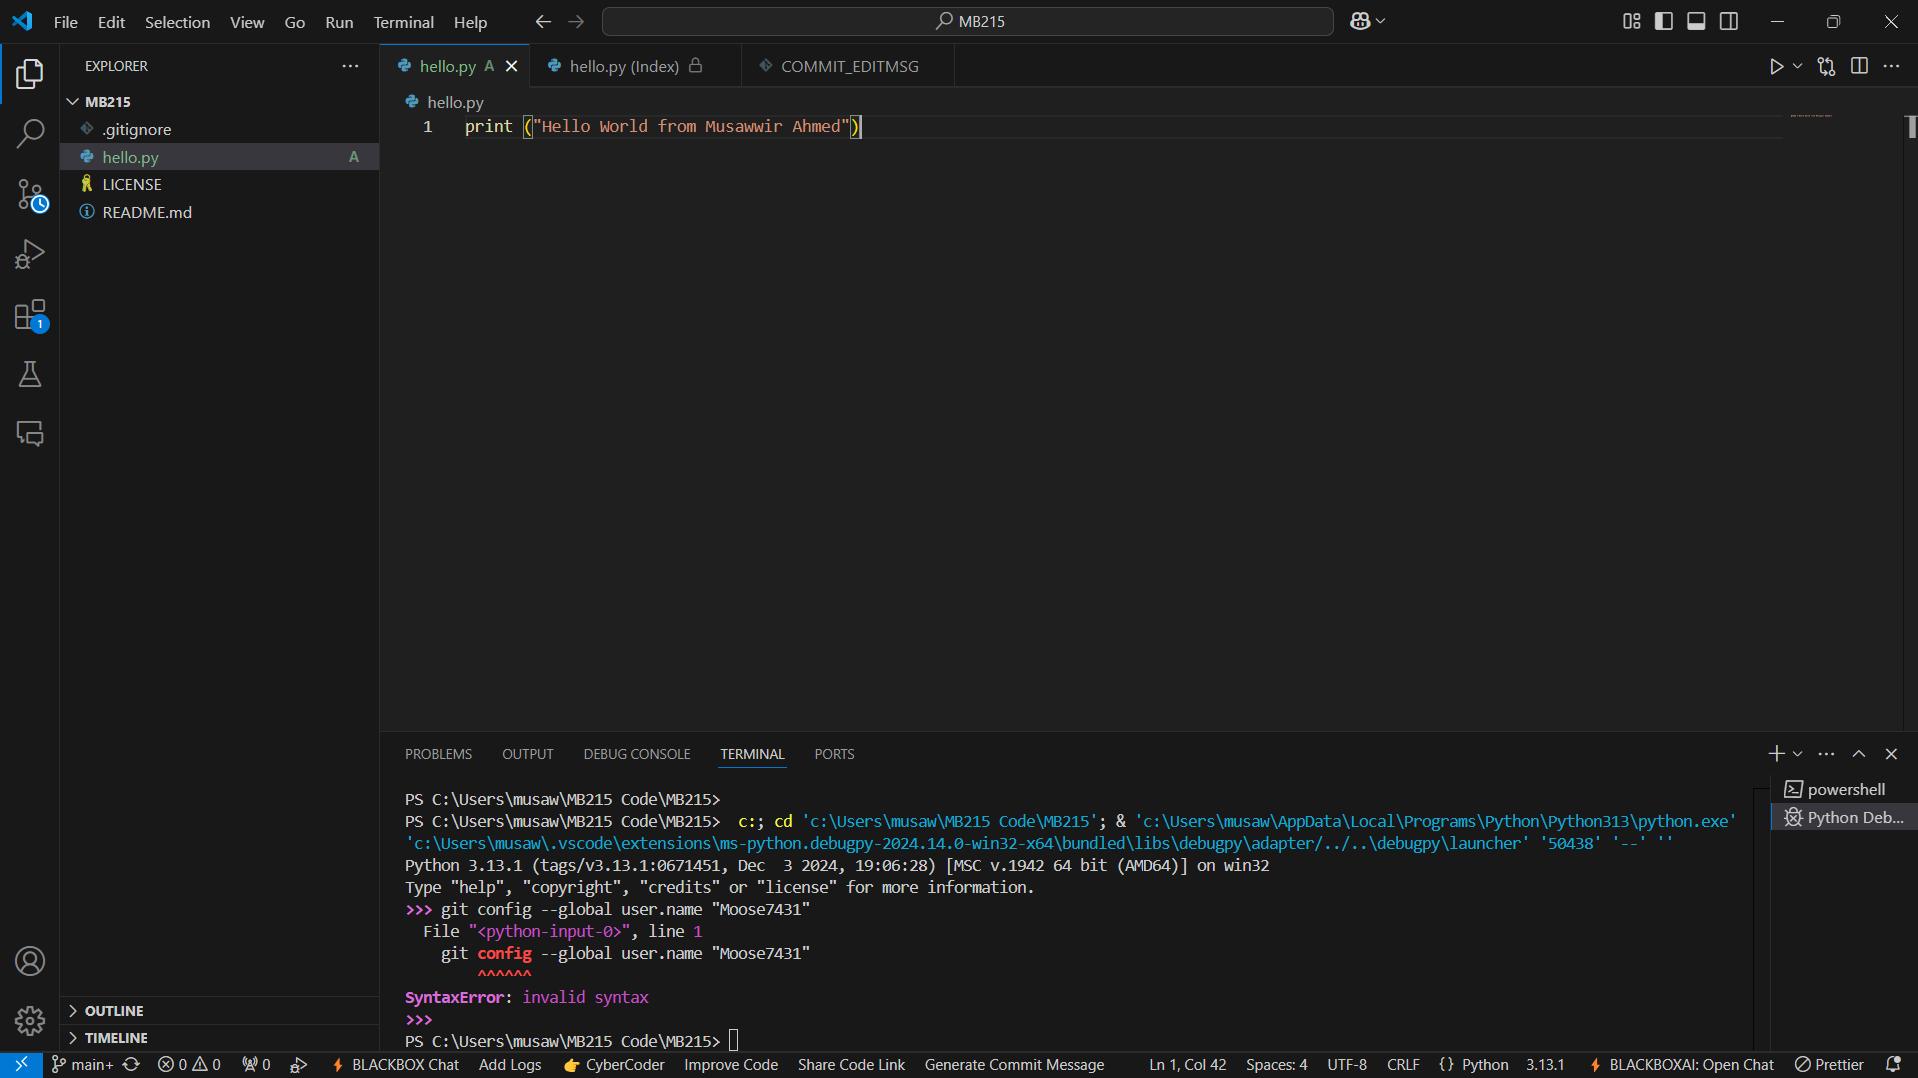 File Edit Selection View Go Run Terminal Help
MB215
EXPLORER
hello.py A
hello.py (Index)
COMMIT_EDITMSG
MB215
.gitignore
hello.py A
LICENSE
README.md
hello.py
1 print ("Hello World from Musawwir Ahmed")
1
PROBLEMS OUTPUT DEBUG CONSOLE TERMINAL PORTS
powershell
Python Deb...
PS C:\Users\musaw\MB215 Code\MB215>
PS C:\Users\musaw\MB215 Code\MB215>  c:; cd 'c:\Users\musaw\MB215 Code\MB215'; & 'c:\Users\musaw\AppData\Local\Programs\Python\Python313\python.exe'
'c:\Users\musaw\.vscode\extensions\ms-python.debugpy-2024.14.0-win32-x64\bundled\libs\debugpy\adapter/../..\debugpy\launcher' '50438' '--' ''
Python 3.13.1 (tags/v3.13.1:0671451, Dec  3 2024, 19:06:28) [MSC v.1942 64 bit (AMD64)] on win32
Type "help", "copyright", "credits" or "license" for more information.
>>> git config --global user.name "Moose7431"
File "<python-input-0>", line 1
git config --global user.name "Moose7431"
^^^^^^
SyntaxError: invalid syntax
>>>
PS C:\Users\musaw\MB215 Code\MB215>
OUTLINE
TIMELINE
main+ 0 0 0 BLACKBOX Chat Add Logs CyberCoder Improve Code Share Code Link Generate Commit Message Ln 1, Col 42 Spaces: 4 UTF-8 CRLF {} Python 3.13.1 BLACKBOXAI: Open Chat Prettier